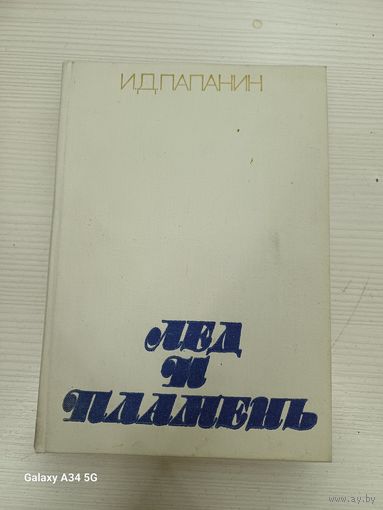 И.Д.ПАПАНИН
ЛЕД
И
ПЛАМЕНЬ
Galaxy A34 5G
www.ay.by